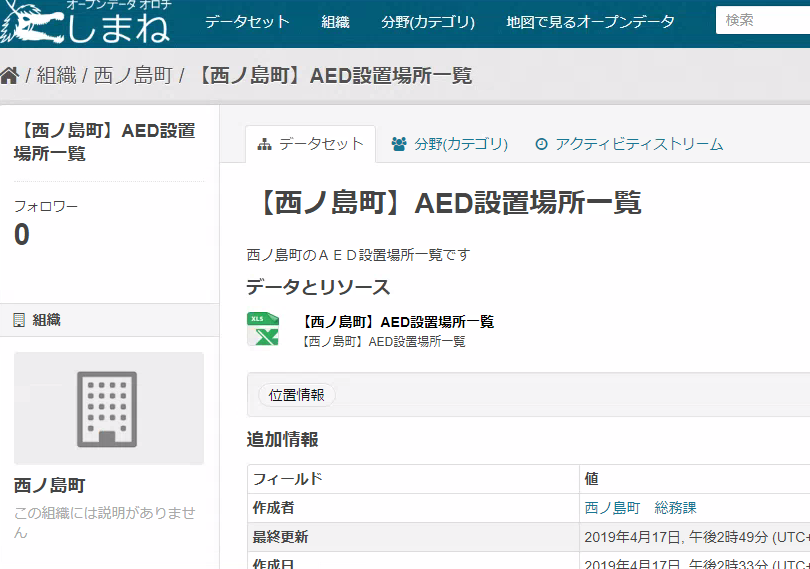 オープンデータ オロチ
しまね
データセット 組織 分野(カテゴリ) 地図で見るオープンデータ 検索
/ 組織 / 西ノ島町 / 【西ノ島町】AED設置場所一覧
【西ノ島町】AED設置
場所一覧
フォロワー
0
組織
西ノ島町
この組織には説明がありませ
ん
データセット 分野(カテゴリ) アクティビティストリーム
【西ノ島町】AED設置場所一覧
西ノ島町のＡＥＤ設置場所一覧です
データとリソース
XLS
【西ノ島町】AED設置場所一覧
【西ノ島町】AED設置場所一覧
位置情報
追加情報
フィールド 値
作成者 西ノ島町　総務課
最終更新 2019年4月17日, 午後2時49分 (UTC+
作成日 2019年4月17日, 午後2時33分 (UTC+